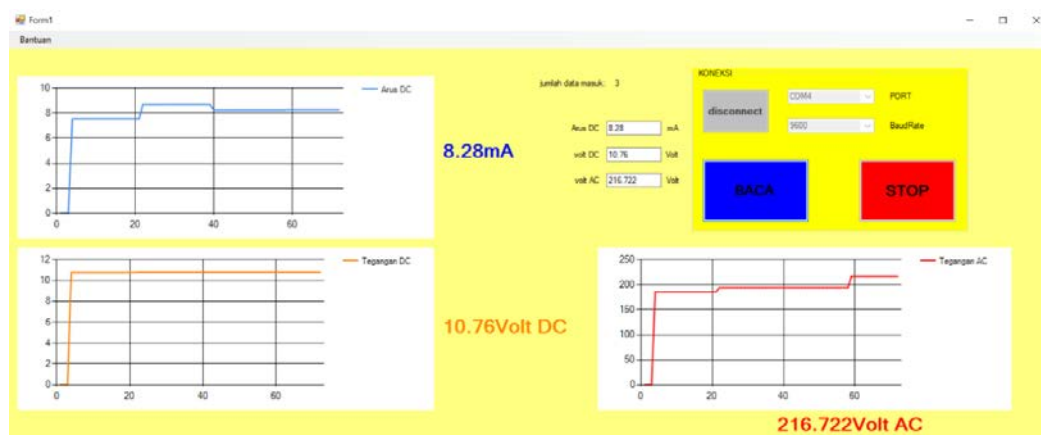 Form1
Bantuan
10
8
6
4
2
0
0 20 40 60
Arus DC
8.28mA
jumlah data masuk: 3
Arus DC 8.28 mA
volt DC 10.76 Volt
volt AC 216.722 Volt
KONEKSI
disconnect
COM4 PORT
9600 BaudRate
BACA
STOP
12
10
8
6
4
2
0
0 20 40 60
Tegangan DC
10.76Volt DC
250
200
150
100
50
0
0 20 40 60
Tegangan AC
216.722Volt AC